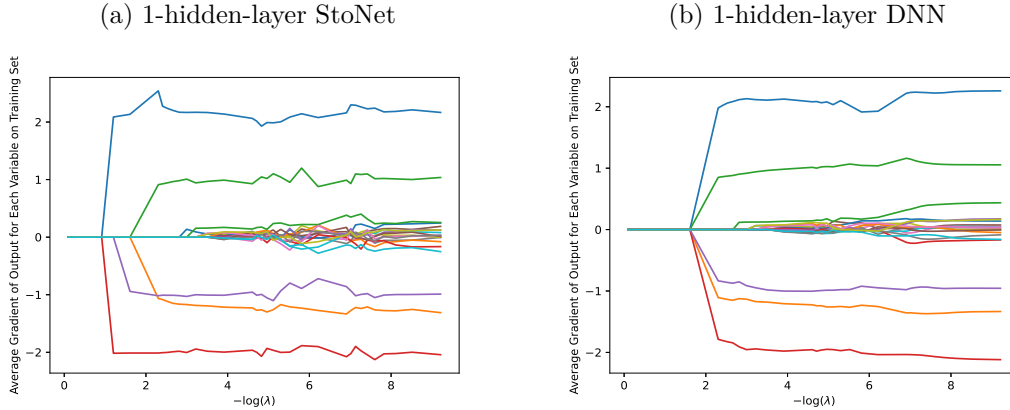 (a) 1-hidden-layer StoNet
(b) 1-hidden-layer DNN
Average Gradient of Output for Each Variable on Training Set
2
1
0
−1
−2
0 2 4 6 8
−log(λ)
Average Gradient of Output for Each Variable on Training Set
2
1
0
−1
−2
0 2 4 6 8
−log(λ)